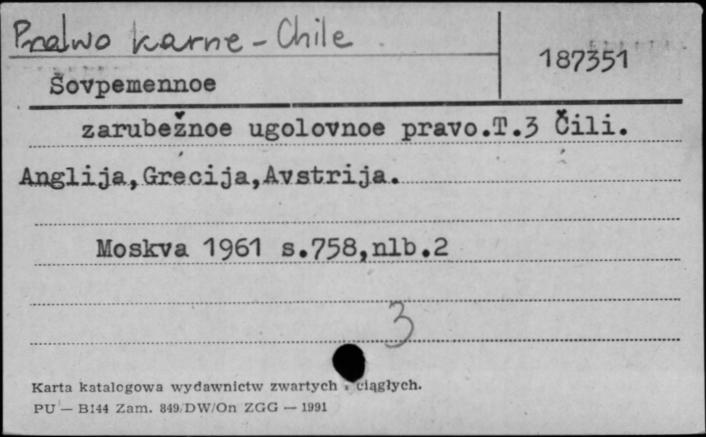 Prawo karne - Chile
187351
Šovpemennoe
zarubežnoe ugolovnoe pravo.T.3 Čili.
Anglija,Grecija,Avstrija.
Moskva 1961 s.758,nlb.2
3
Karta katalogowa wydawnictw zwartych i ciągłych.
PU — B144 Zam. 849/DW/On ZGG — 1991